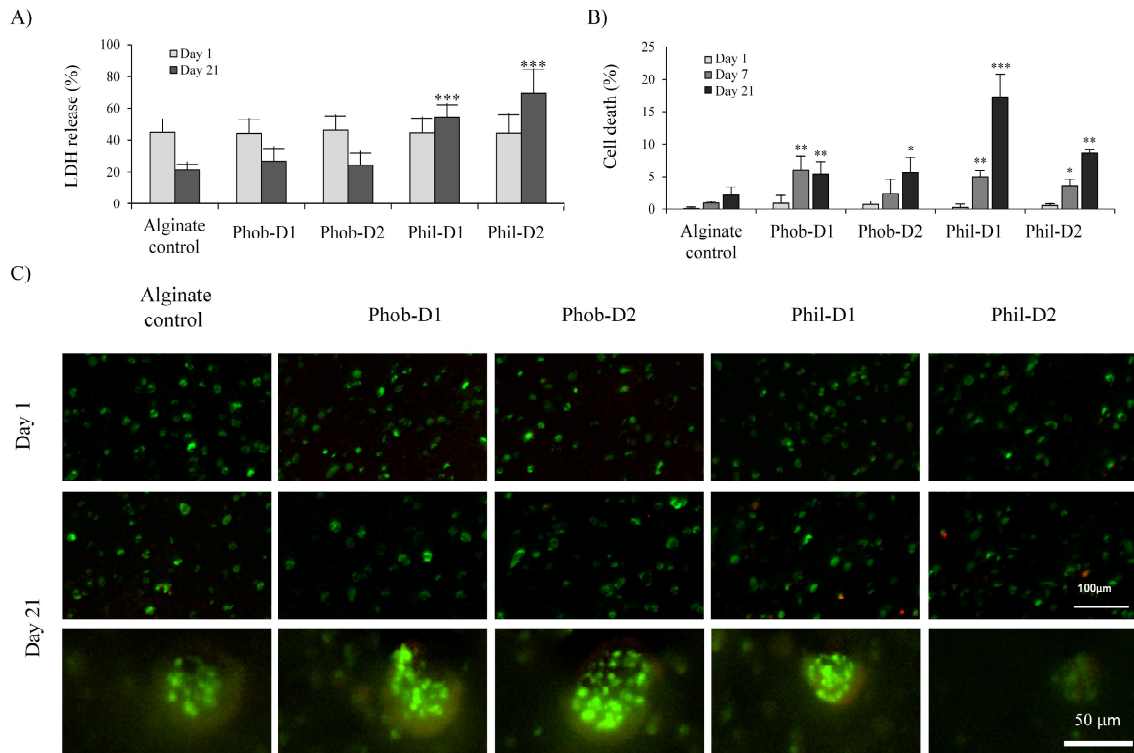 A)
LDH release (%)
100
80
60
40
20
0
Day 1
Day 21
***
***
Alginate
control
Phob-D1
Phob-D2
Phil-D1
Phil-D2
B)
Cell death (%)
25
20
15
10
5
0
Day 1
Day 7
Day 21
**
**
*
**
***
*
**
Alginate
control
Phob-D1
Phob-D2
Phil-D1
Phil-D2
C)
Alginate
control
Phob-D1
Phob-D2
Phil-D1
Phil-D2
Day 1
Day 21
100μm
50 μm